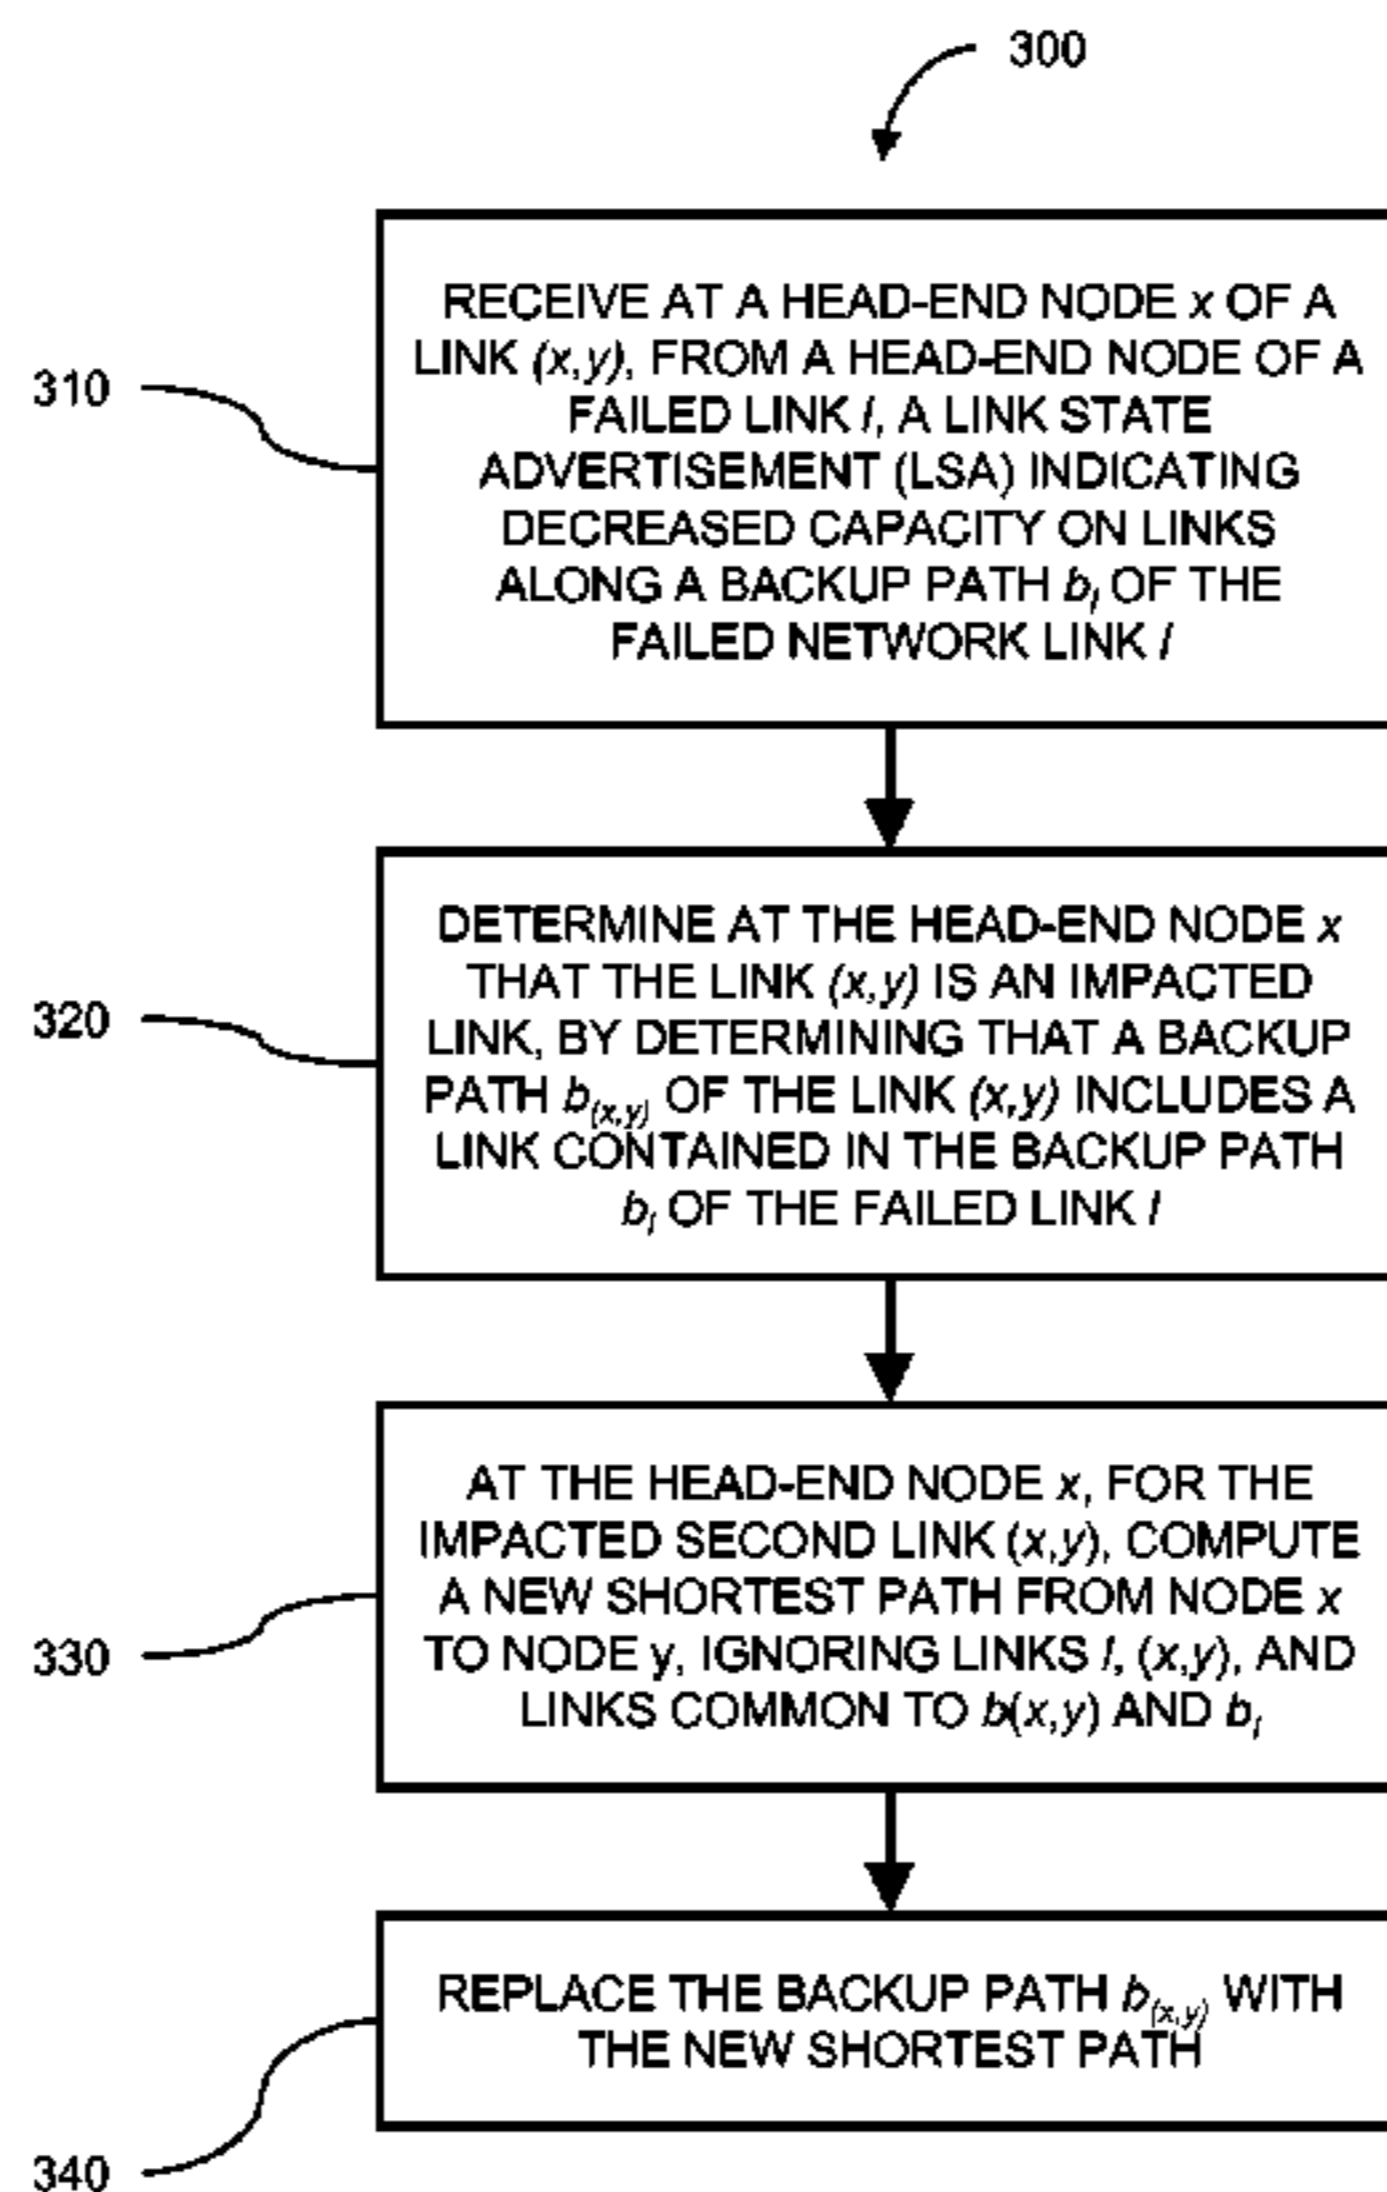 300
310
RECEIVE AT A HEAD-END NODE x OF A
LINK (x,y), FROM A HEAD-END NODE OF A
FAILED LINK l, A LINK STATE
ADVERTISEMENT (LSA) INDICATING
DECREASED CAPACITY ON LINKS
ALONG A BACKUP PATH b_l OF THE
FAILED NETWORK LINK l
320
DETERMINE AT THE HEAD-END NODE x
THAT THE LINK (x,y) IS AN IMPACTED
LINK, BY DETERMINING THAT A BACKUP
PATH b_(x,y) OF THE LINK (x,y) INCLUDES A
LINK CONTAINED IN THE BACKUP PATH
b_l OF THE FAILED LINK l
330
AT THE HEAD-END NODE x, FOR THE
IMPACTED SECOND LINK (x,y), COMPUTE
A NEW SHORTEST PATH FROM NODE x
TO NODE y, IGNORING LINKS l, (x,y), AND
LINKS COMMON TO b(x,y) AND b_l
340
REPLACE THE BACKUP PATH b_(x,y) WITH
THE NEW SHORTEST PATH